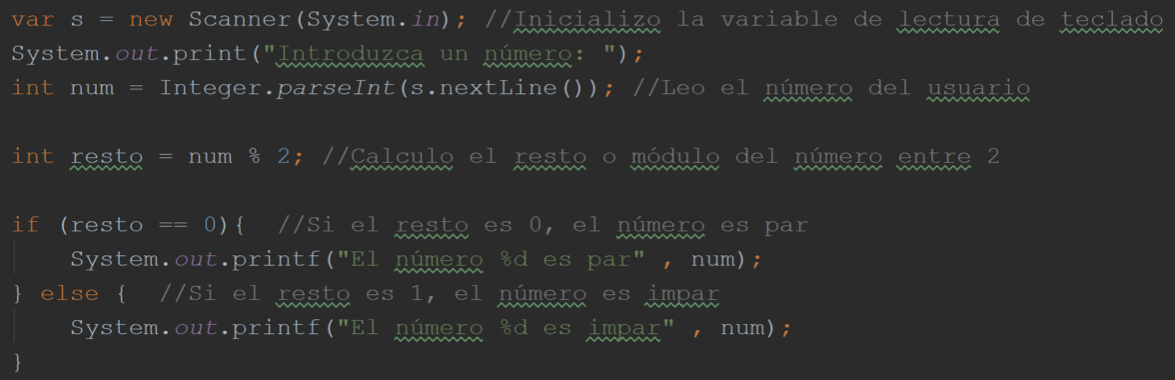 var s = new Scanner(System.in); //Inicializo la variable de lectura de teclado
System.out.print("Introduzca un número: ");
int num = Integer.parseInt(s.nextLine()); //Leo el número del usuario
int resto = num % 2; //Calculo el resto o módulo del número entre 2
if (resto == 0){  //Si el resto es 0, el número es par
    System.out.printf("El número %d es par" , num);
} else {  //Si el resto es 1, el número es impar
    System.out.printf("El número %d es impar" , num);
}